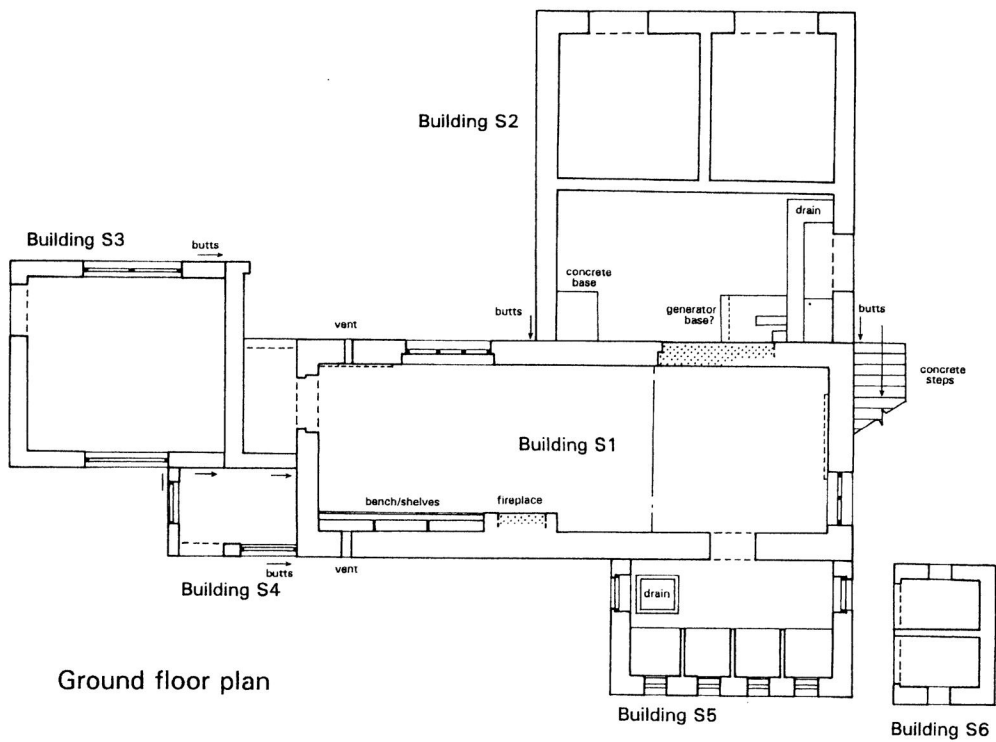 Building S2
Building S3
butts
drain
concrete
base
generator
base?
vent
butts
butts
concrete
steps
Building S1
bench/shelves
fireplace
vent
butts
Building S4
drain
Ground floor plan
Building S5
Building S6